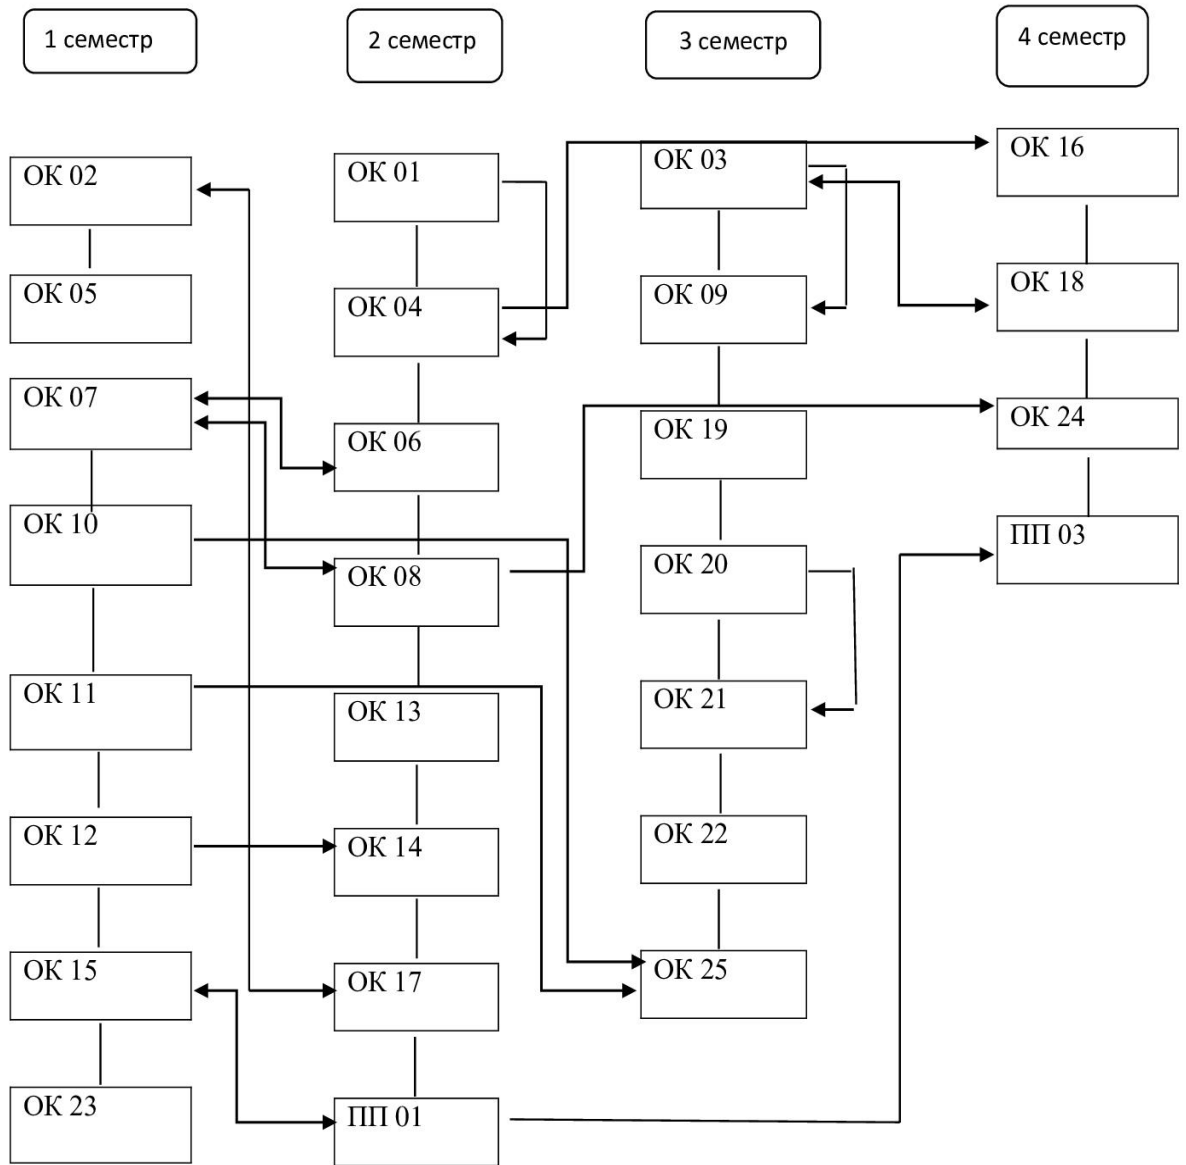 1 семестр
2 семестр
3 семестр
4 семестр
ОК 02
ОК 05
ОК 07
ОК 10
ОК 11
ОК 12
ОК 15
ОК 23
ОК 01
ОК 04
ОК 06
ОК 08
ОК 13
ОК 14
ОК 17
ПП 01
ОК 03
ОК 09
ОК 19
ОК 20
ОК 21
ОК 22
ОК 25
ОК 16
ОК 18
ОК 24
ПП 03